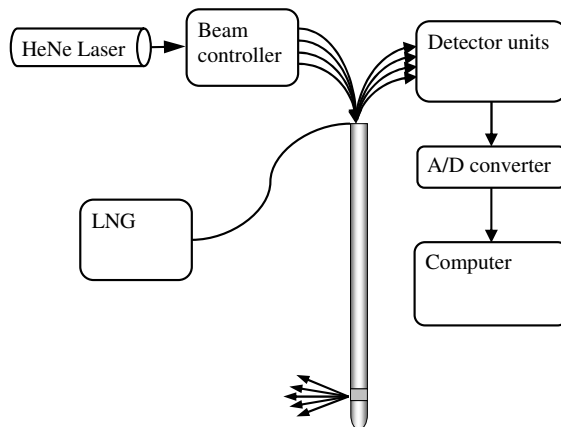 HeNe Laser
Beam
controller
Detector units
A/D converter
LNG
Computer